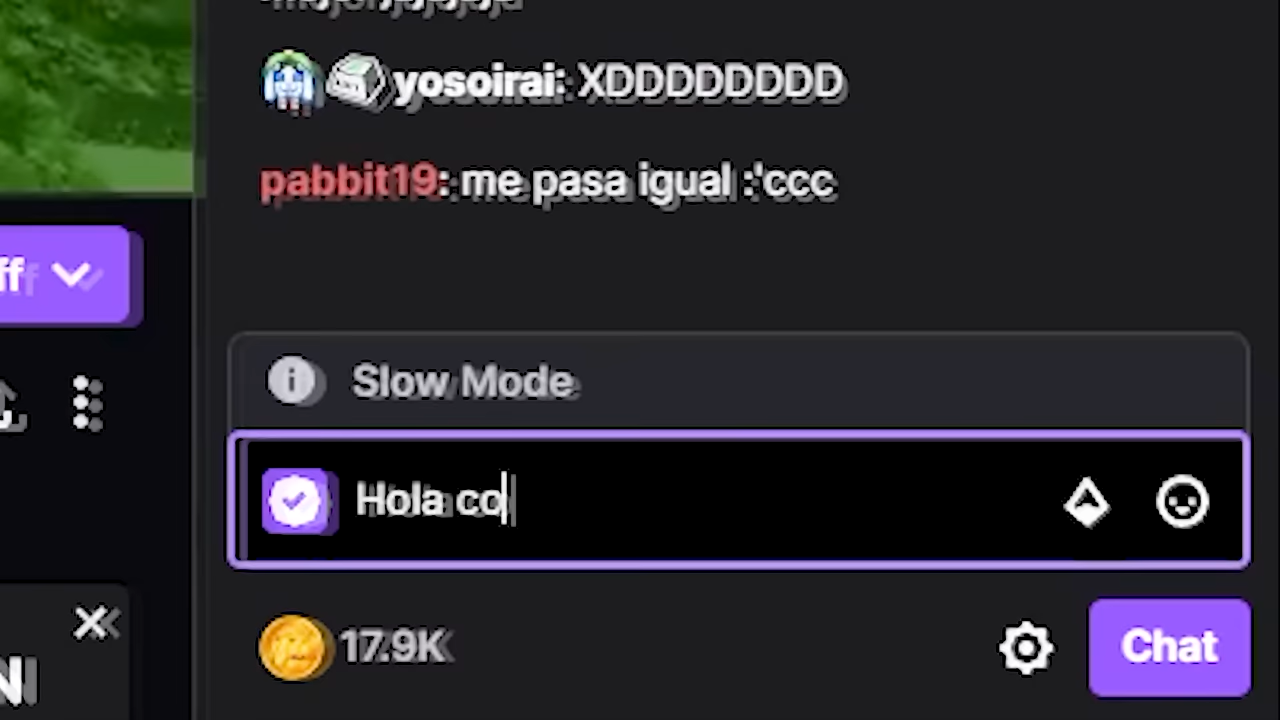 yosoirai: XDDDDDDDD
pabbit19: me pasa igual :'ccc
Slow Mode
Hola co
17.9K
Chat